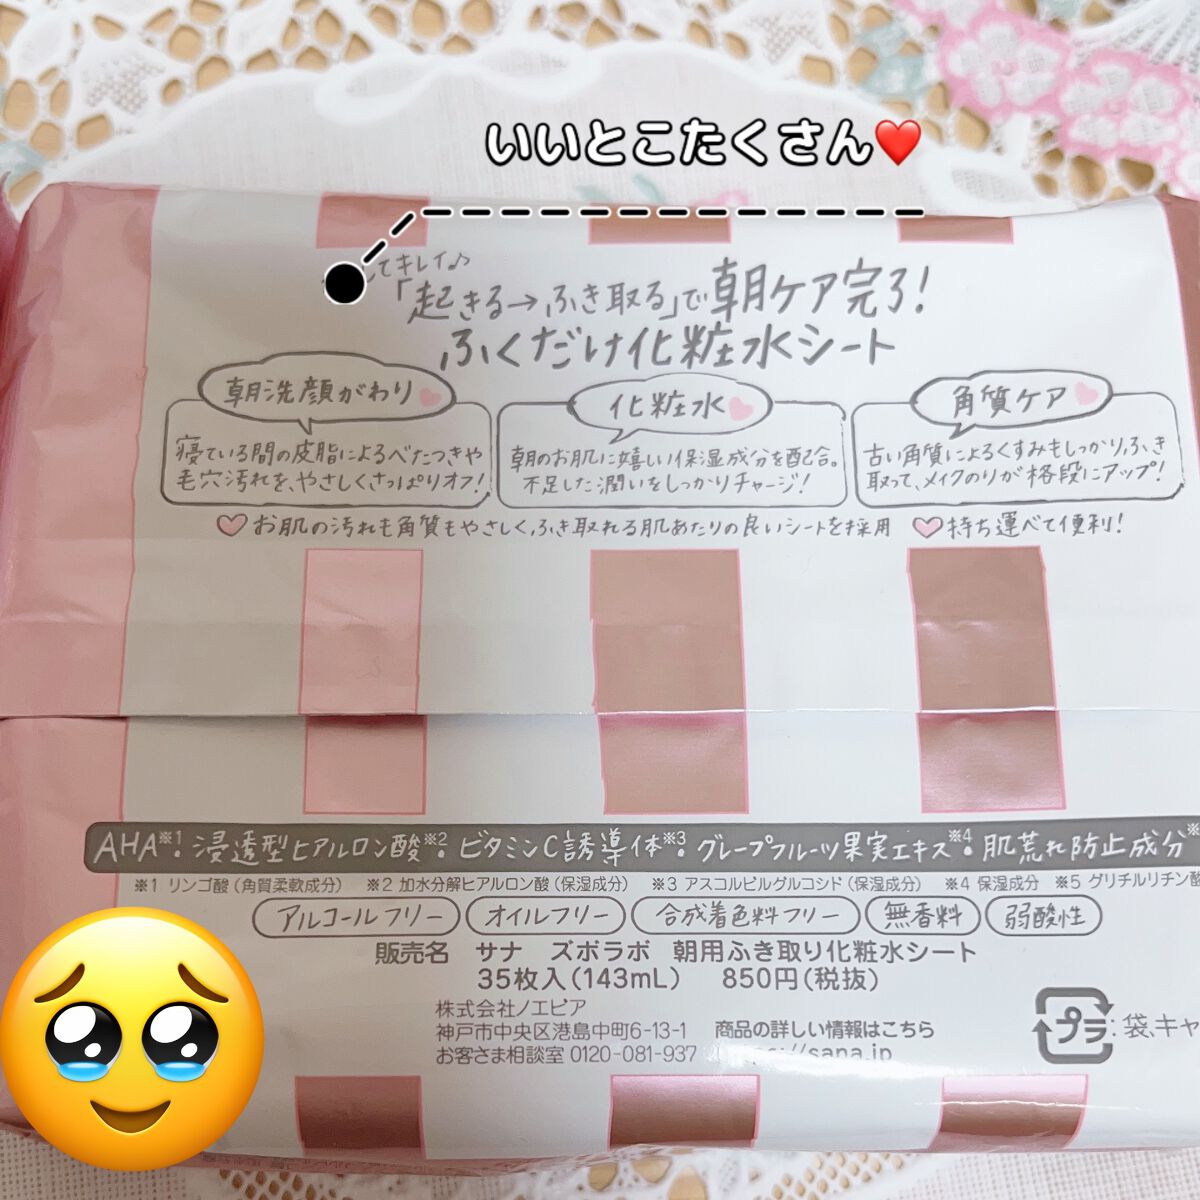 いいとこたくさん❤️
てキレイ♪
「起きる→ふき取る」で朝ケア完了!
ふくだけ化粧水シート
朝洗顔がわり
寝ている間の皮脂によるべたつきや
毛穴汚れを、やさしくさっぱりオフ!
化粧水
朝のお肌に嬉しい保湿成分を配合。
不足した潤いをしっかりチャージ!
角質ケア
古い角質によるくすみもしっかりふき
取って、メイクのりが格段にアップ!
お肌の汚れも角質もやさしくふき取れる肌あたりの良いシートを採用
持ち運べて便利!
AHA※1・浸透型ヒアルロン酸※2・ビタミンC誘導体※3・グレープフルーツ果実エキス※4・肌荒れ防止成分※
※1 リンゴ酸(角質柔軟成分) ※2 加水分解ヒアルロン酸(保湿成分) ※3 アスコルビルグルコシド(保湿成分) ※4 保湿成分 ※5 グリチルリチン酸
アルコールフリー オイルフリー 合成着色料フリー 無香料 弱酸性
販売名 サナ ズボラボ 朝用ふき取り化粧水シート
35枚入(143mL) 850円(税抜)
株式会社ノエビア
神戸市中央区港島中町6-13-1
お客さま相談室 0120-081-937
商品の詳しい情報はこちら
://sana.jp
プラ
:袋、キャ